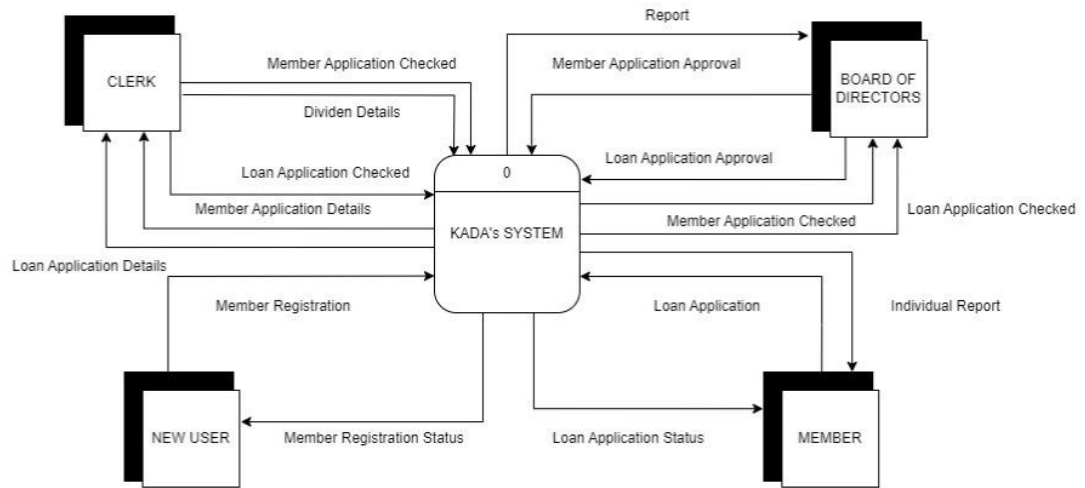 Report
CLERK
Member Application Checked
Member Application Approval
BOARD OF
DIRECTORS
Dividen Details
Loan Application Checked
0
Loan Application Approval
Member Application Details
KADA's SYSTEM
Member Application Checked
Loan Application Checked
Loan Application Details
Member Registration
Loan Application
Individual Report
NEW USER
Member Registration Status
Loan Application Status
MEMBER